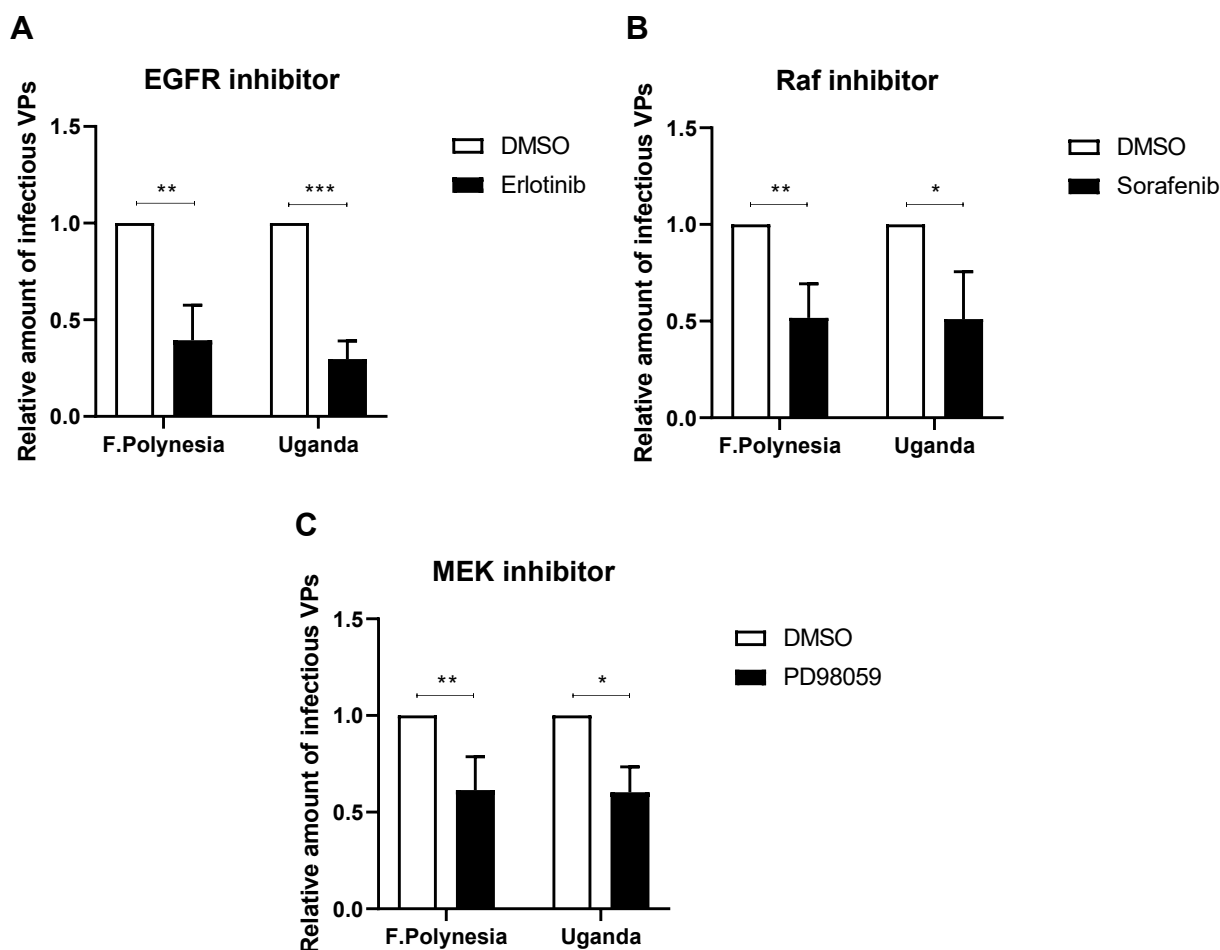 A
EGFR inhibitor
Relative amount of infectious VPs
1.5
1.0
0.5
0.0
**
***
F.Polynesia
Uganda
DMSO
Erlotinib
B
Raf inhibitor
Relative amount of infectious VPs
1.5
1.0
0.5
0.0
**
*
F.Polynesia
Uganda
DMSO
Sorafenib
C
MEK inhibitor
Relative amount of infectious VPs
1.5
1.0
0.5
0.0
**
*
F.Polynesia
Uganda
DMSO
PD98059